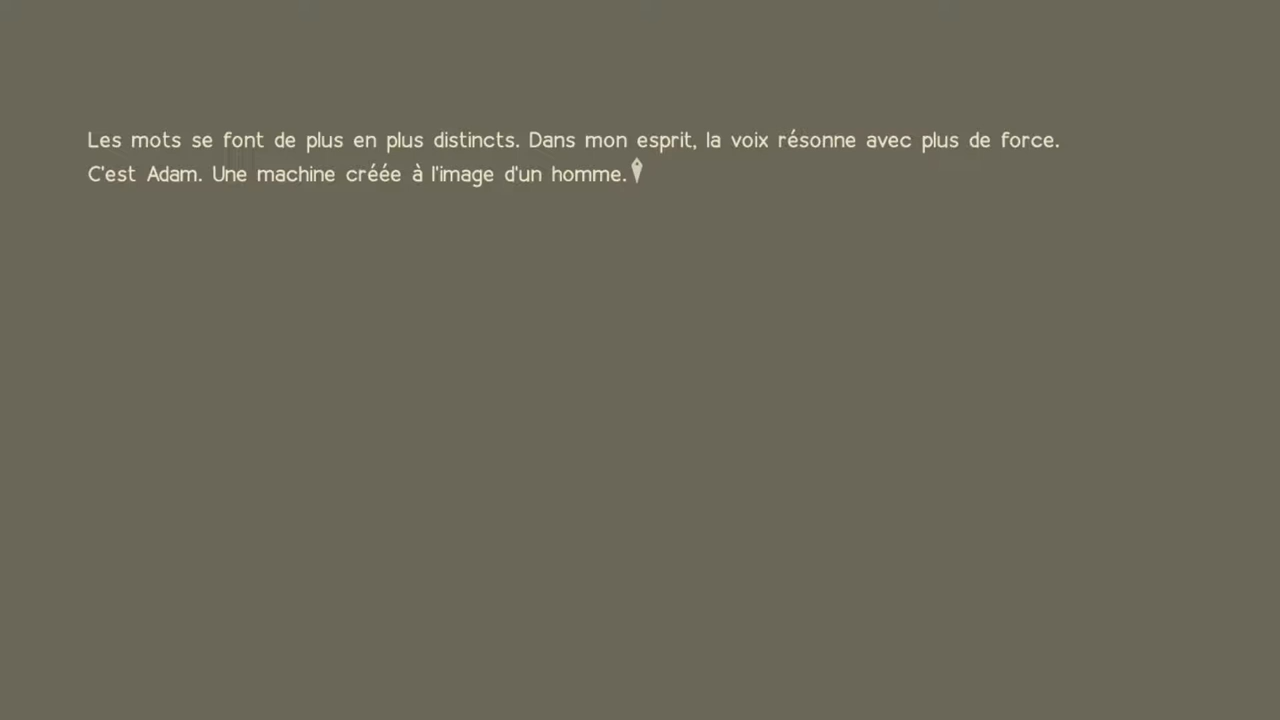 Les mots se font de plus en plus distincts. Dans mon esprit, la voix résonne avec plus de force.
C'est Adam. Une machine créée à l'image d'un homme.